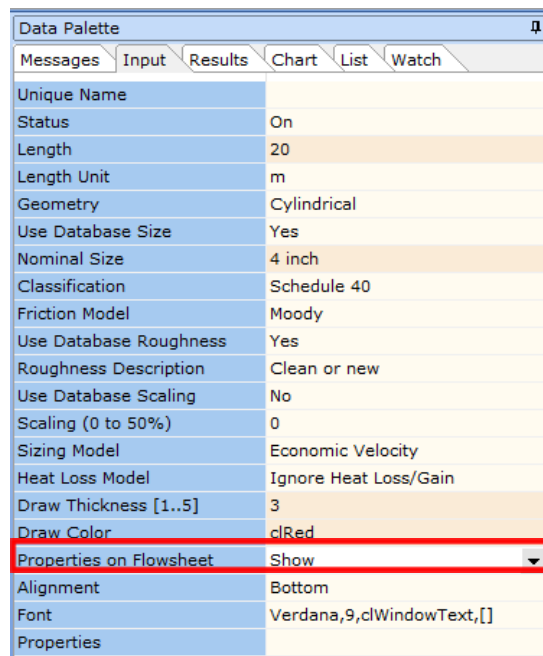 Data Palette
Messages Input Results Chart List Watch
Unique Name
Status On
Length 20
Length Unit m
Geometry Cylindrical
Use Database Size Yes
Nominal Size 4 inch
Classification Schedule 40
Friction Model Moody
Use Database Roughness Yes
Roughness Description Clean or new
Use Database Scaling No
Scaling (0 to 50%) 0
Sizing Model Economic Velocity
Heat Loss Model Ignore Heat Loss/Gain
Draw Thickness [1..5] 3
Draw Color clRed
Properties on Flowsheet Show
Alignment Bottom
Font Verdana,9,clWindowText,[]
Properties